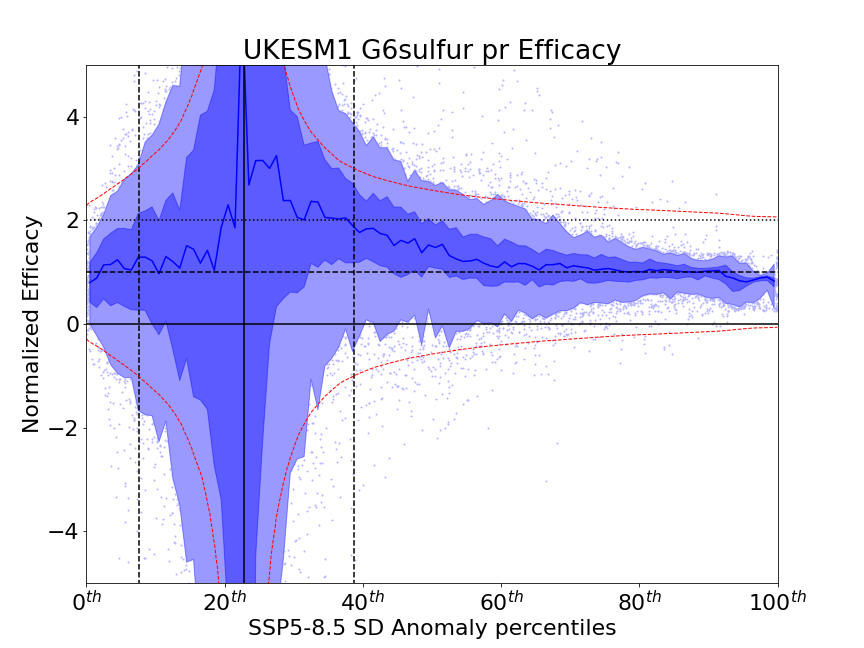 UKESM1 G6sulfur pr Efficacy
Normalized Efficacy
4
2
0
−2
−4
0th 20th 40th 60th 80th 100th
SSP5-8.5 SD Anomaly percentiles